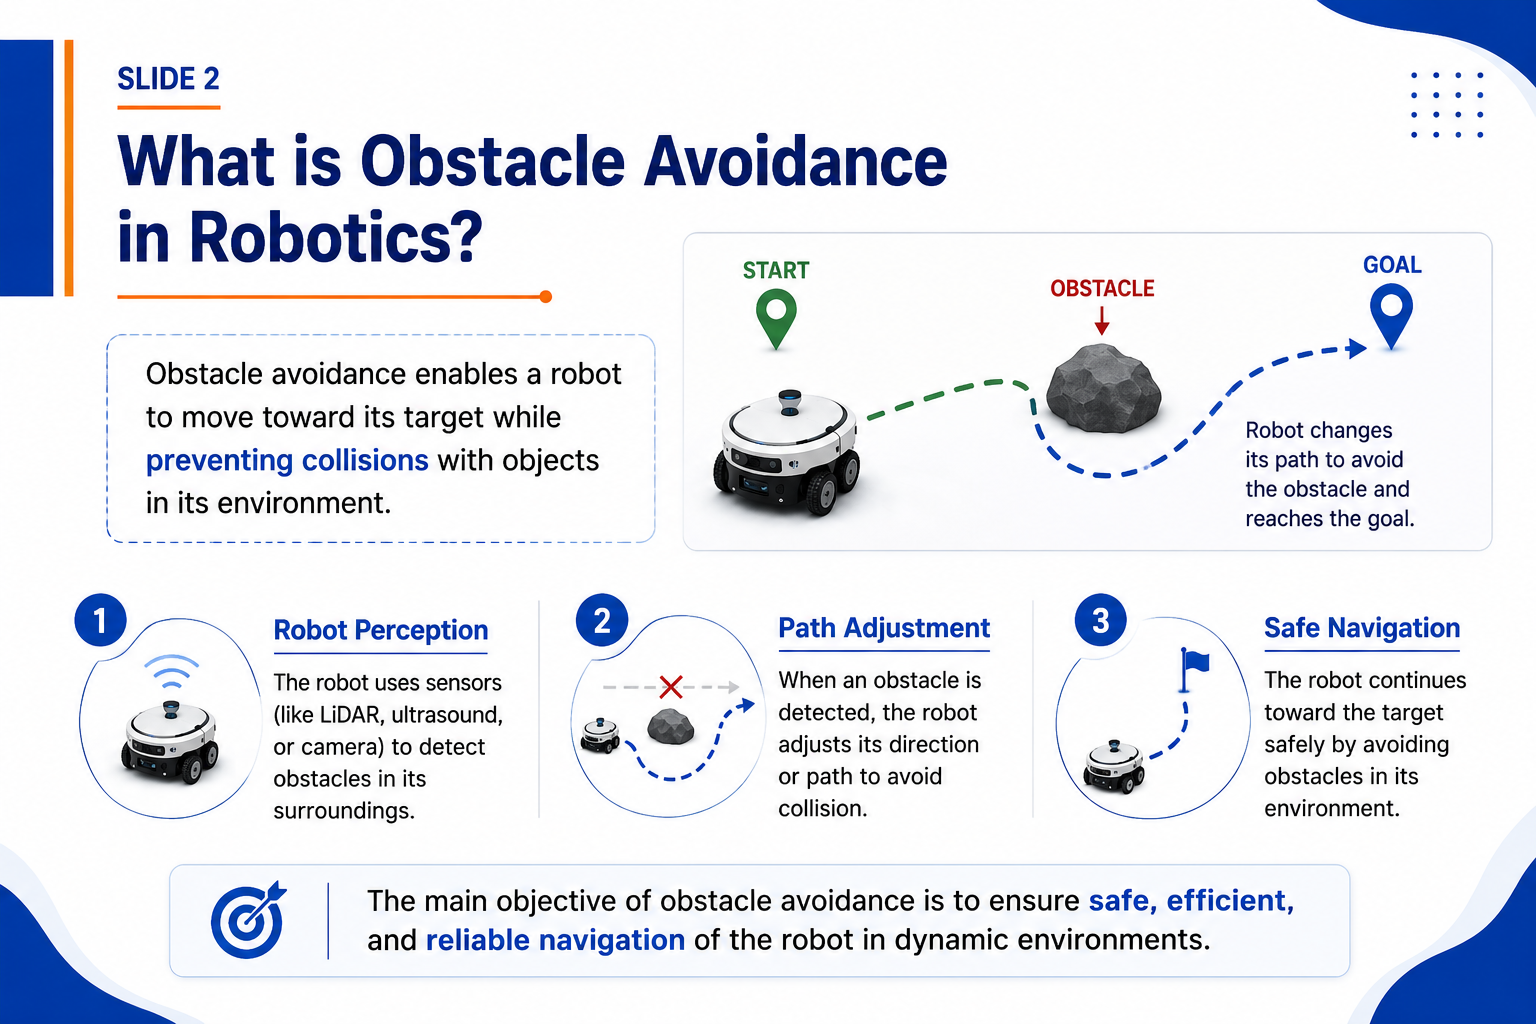 SLIDE 2
What is Obstacle Avoidance
in Robotics?
Obstacle avoidance enables a robot
to move toward its target while
preventing collisions with objects
in its environment.
START
OBSTACLE
GOAL
Robot changes
its path to avoid
the obstacle and
reaches the goal.
1
Robot Perception
The robot uses sensors
(like LiDAR, ultrasound,
or camera) to detect
obstacles in its
surroundings.
2
Path Adjustment
When an obstacle is
detected, the robot
adjusts its direction
or path to avoid
collision.
3
Safe Navigation
The robot continues
toward the target
safely by avoiding
obstacles in its
environment.
The main objective of obstacle avoidance is to ensure safe, efficient,
and reliable navigation of the robot in dynamic environments.